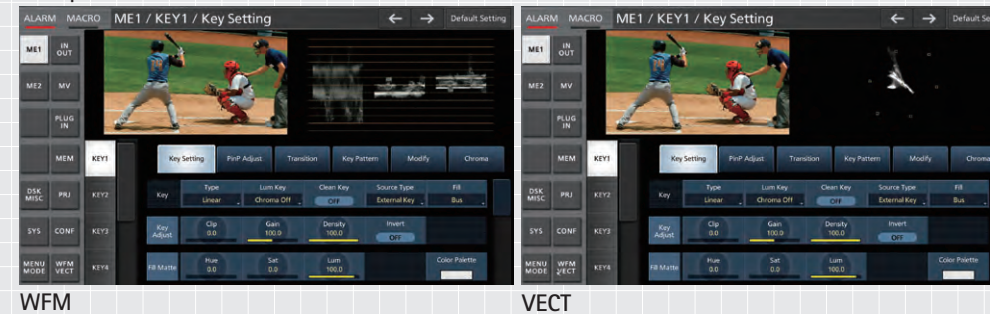 ALARM MACRO ME1 / KEY1 / Key Setting ← → Default Setting
ME1 IN OUT
ME2 MV
PLUG IN
MEM KEY1 Key Setting PinP Adjust Transition Key Pattern Modify Chroma
DSK MISC PRJ KEY2 Key Type Linear Lum Key Chroma Off Clean Key OFF Source Type External Key Fill Bus
SYS CONF KEY3 Key Adjust Clip 0.0 Gain 100.0 Density 100.0 Invert OFF
MENU MODE WFM VECT KEY4 Fill Matte Hue 0.0 Sat 0.0 Lum 100.0 Color Palette
WFM
ALARM MACRO ME1 / KEY1 / Key Setting ← → Default Se
ME1 IN OUT
ME2 MV
PLUG IN
MEM KEY1 Key Setting PinP Adjust Transition Key Pattern Modify Chroma
DSK MISC PRJ KEY2 Key Type Linear Lum Key Chroma Off Clean Key OFF Source Type External Key Fill Bus
SYS CONF KEY3 Key Adjust Clip 0.0 Gain 100.0 Density 100.0 Invert OFF
MENU MODE WFM VECT KEY4 Fill Matte Hue 0.0 Sat 0.0 Lum 100.0 Color Palette
VECT